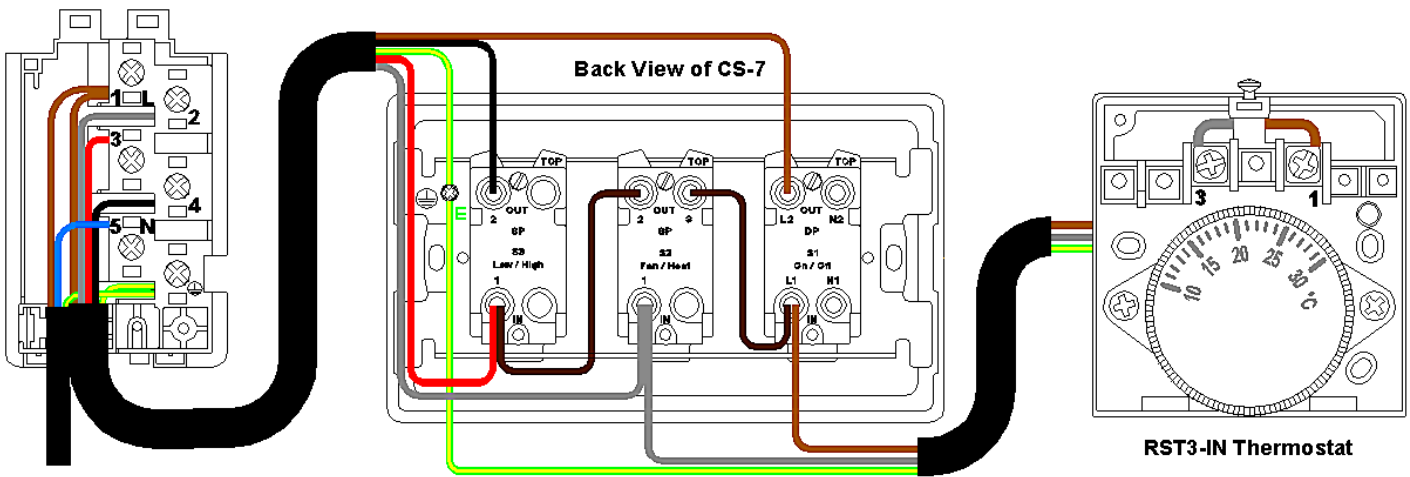 Back View of CS-7
1 L
2
3
4
5 N
E
TOP
TOP
TOP
2 OUT
2 OUT 3
L2 OUT N2
SP
SP
DP
S3
S2
S1
Low / High
Fan / Heat
On / Off
1
1
L1 N1
IN
IN
IN
3 1
10 15 20 25 30 °C
RST3-IN Thermostat